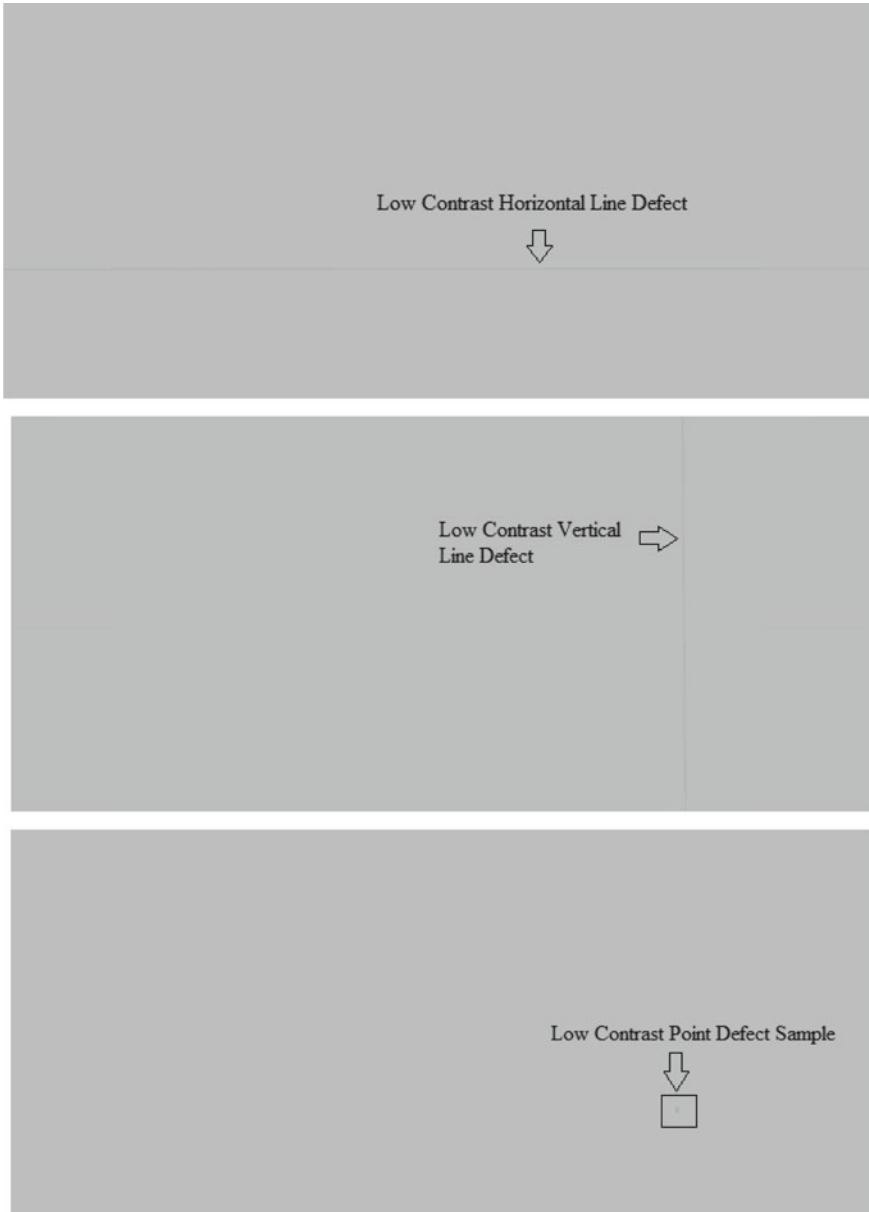 Low Contrast Horizontal Line Defect
Low Contrast Vertical
Line Defect
Low Contrast Point Defect Sample